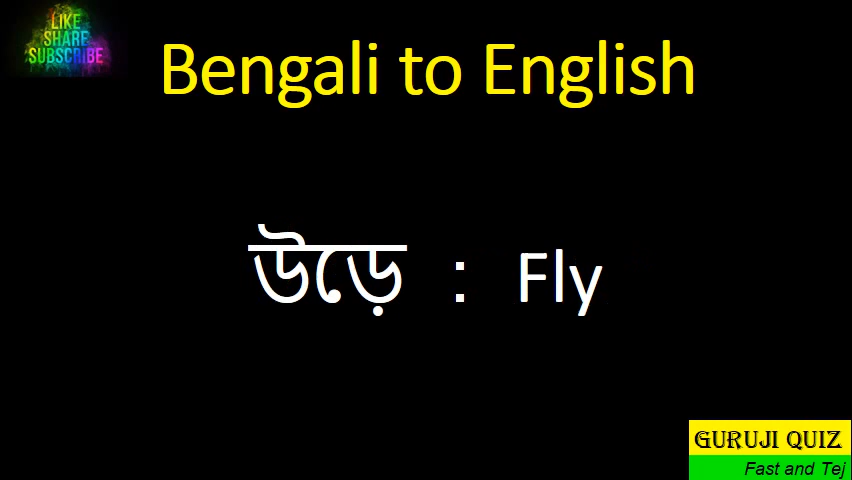 LIKE
SHARE
SUBSCRIBE
Bengali to English
উড়ে : Fly
GURUJI QUIZ
Fast and Tej